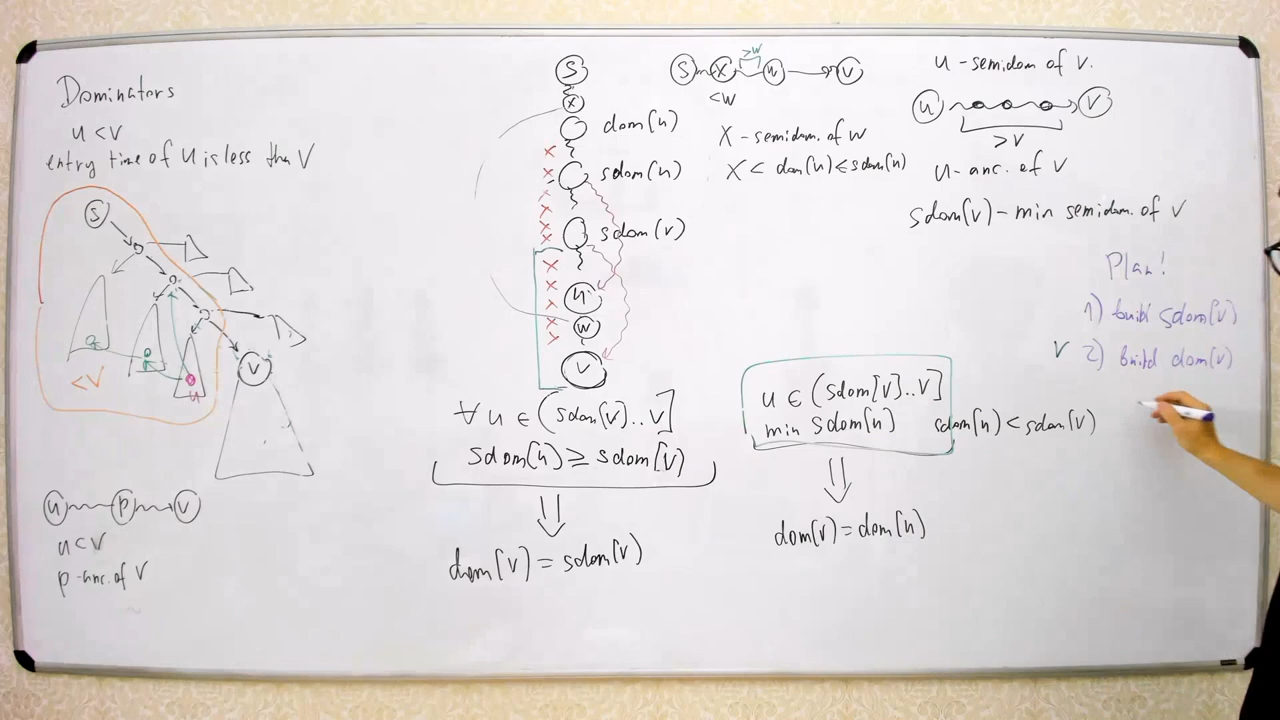 Dominators
u < v
entry time of u is less then v
S
< v
u
v
u p v
u < v
p - anc. of v
S
x
dom[u]
sdom[u]
sdom[v]
u
w
v
∀ u ∈ (sdom[v]..v]
sdom[u] ≥ sdom[v]
⇓
dom[v] = sdom[v]
> w
S x w v
< w
x - semidom. of w
x < dom[u] ≤ sdom[u]
u ∈ (sdom[v]..v]
min sdom[u] sdom[u] < sdom[v]
⇓
dom[v] = dom[u]
u - semidom of v.
u v
> v
u - anc. of v
sdom[v] - min semidom. of v
Plan!
1) build sdom[v]
v 2) build dom[v]